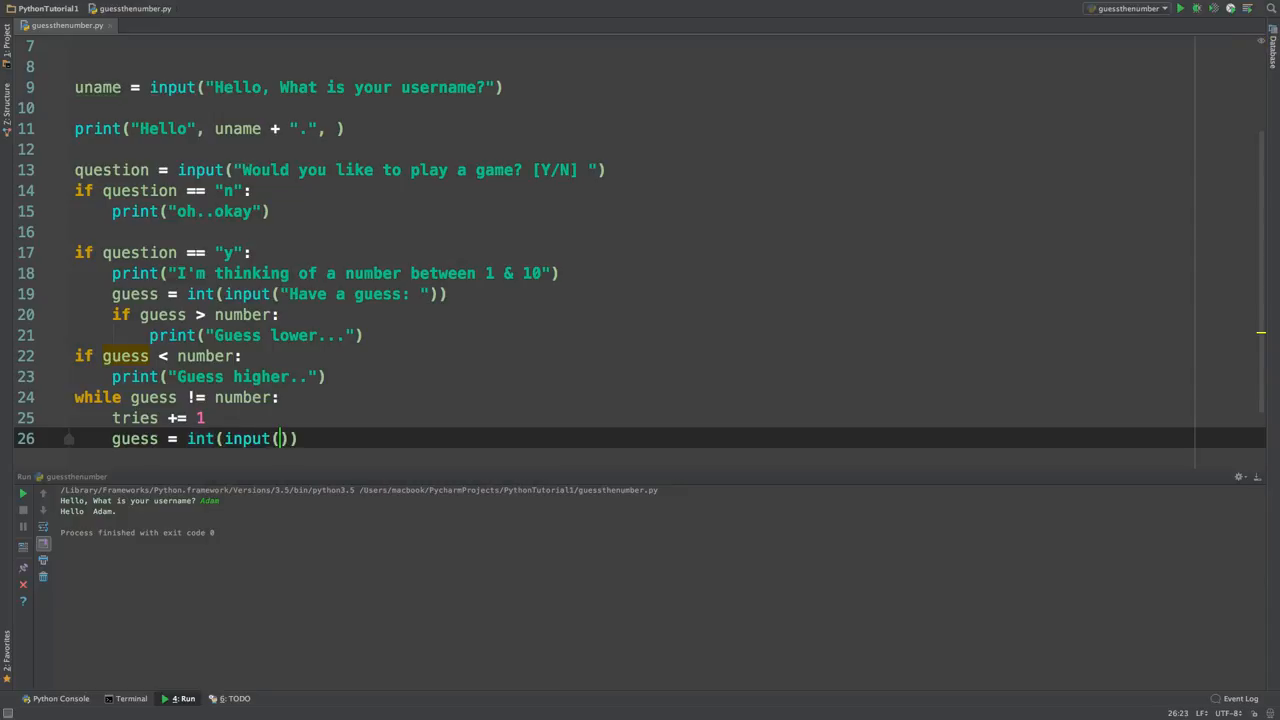 PythonTutorial1 guessthenumber.py guessthenumber
guessthenumber.py
1: Project
Z: Structure
2: Favorites
Database
7
8
9 uname = input("Hello, What is your username?")
10
11 print("Hello", uname + ".", )
12
13 question = input("Would you like to play a game? [Y/N] ")
14 if question == "n":
15 print("oh..okay")
16
17 if question == "y":
18 print("I'm thinking of a number between 1 & 10")
19 guess = int(input("Have a guess: "))
20 if guess > number:
21 print("Guess lower...")
22 if guess < number:
23 print("Guess higher..")
24 while guess != number:
25 tries += 1
26 guess = int(input())
Run guessthenumber
/Library/Frameworks/Python.framework/Versions/3.5/bin/python3.5 /Users/macbook/PycharmProjects/PythonTutorial1/guessthenumber.py
Hello, What is your username? Adam
Hello  Adam.
Process finished with exit code 0
Python Console Terminal 4: Run 6: TODO Event Log
26:23 LF÷ UTF-8÷